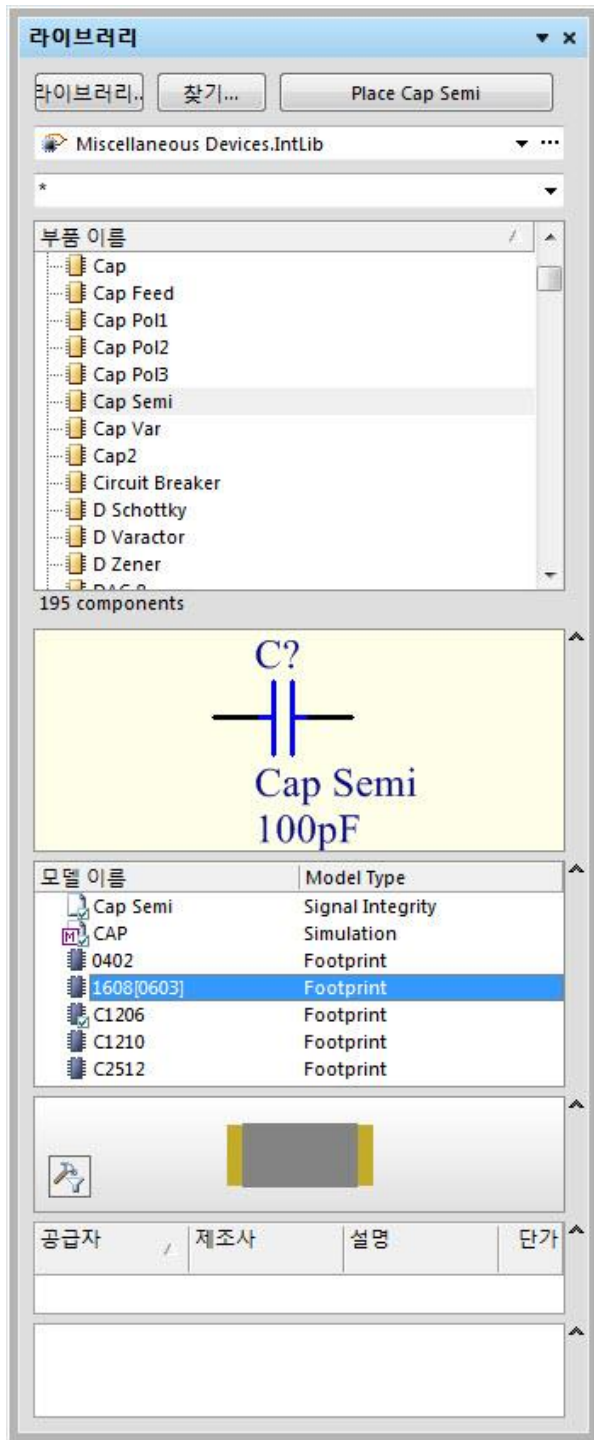 라이브러리
라이브러리.. 찾기... Place Cap Semi
Miscellaneous Devices.IntLib ...
*
부품 이름
Cap
Cap Feed
Cap Pol1
Cap Pol2
Cap Pol3
Cap Semi
Cap Var
Cap2
Circuit Breaker
D Schottky
D Varactor
D Zener
195 components
C?
Cap Semi
100pF
모델 이름 Model Type
Cap Semi Signal Integrity
CAP Simulation
0402 Footprint
1608[0603] Footprint
C1206 Footprint
C1210 Footprint
C2512 Footprint
공급자 제조사 설명 단가